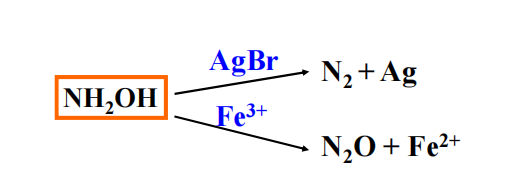 AgBr
N₂ + Ag
NH₂OH
Fe³⁺
N₂O + Fe²⁺